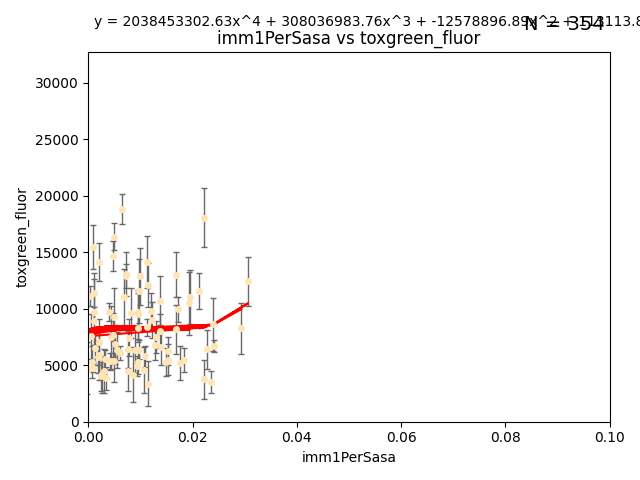 y = 2038453302.63x^4 + 308036983.76x^3 + -12578896.89x^2 +
N = 354
imm1PerSasa vs toxgreen_fluor
30000
25000
20000
15000
10000
5000
0
toxgreen_fluor
0.00 0.02 0.04 0.06 0.08 0.10
imm1PerSasa